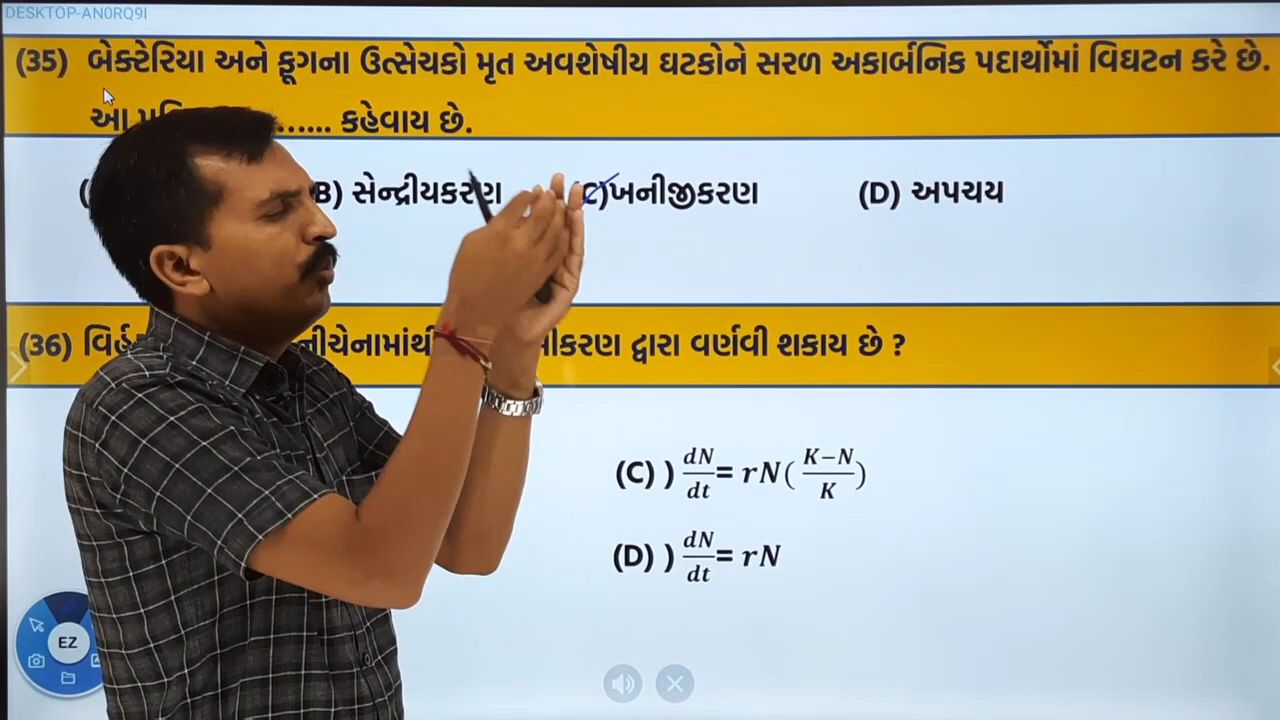 DESKTOP-AN0RQ9I
(35) બેક્ટેરિયા અને ફૂગના ઉત્સેચકો મૃત અવશેષીય ઘટકોને સરળ અકાર્બનિક પદાર્થોમાં વિઘટન કરે છે.
આ ...... કહેવાય છે.
B) સેન્દ્રીયકરણ (C)ખનીજીકરણ (D) અપચય
(36) દ્વારા વર્ણવી શકાય છે ?
(C) ) dN/dt = rN( K−N/K )
(D) ) dN/dt = rN
EZ